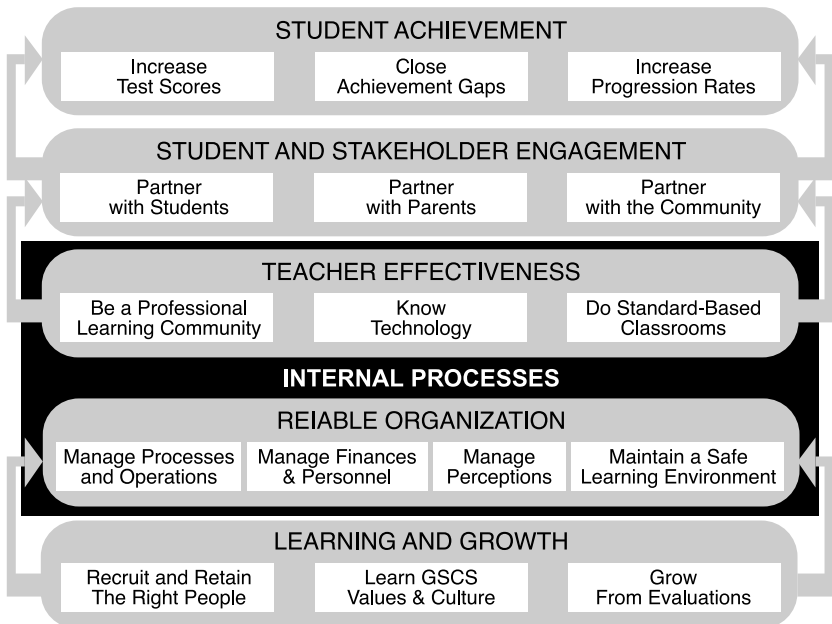 STUDENT ACHIEVEMENT
Increase
Test Scores
Close
Achievement Gaps
Increase
Progression Rates
STUDENT AND STAKEHOLDER ENGAGEMENT
Partner
with Students
Partner
with Parents
Partner
with the Community
TEACHER EFFECTIVENESS
Be a Professional
Learning Community
Know
Technology
Do Standard-Based
Classrooms
INTERNAL PROCESSES
REIABLE ORGANIZATION
Manage Processes
and Operations
Manage Finances
& Personnel
Manage
Perceptions
Maintain a Safe
Learning Environment
LEARNING AND GROWTH
Recruit and Retain
The Right People
Learn GSCS
Values & Culture
Grow
From Evaluations